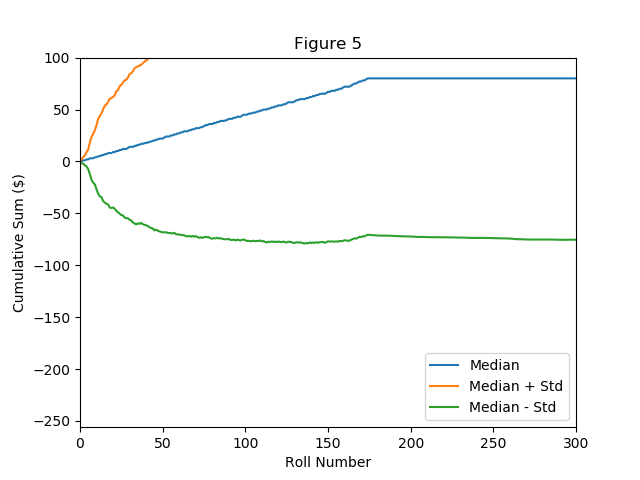 Figure 5
Cumulative Sum ($)
100
50
0
−50
−100
−150
−200
−250
0 50 100 150 200 250 300
Roll Number
Median
Median + Std
Median - Std